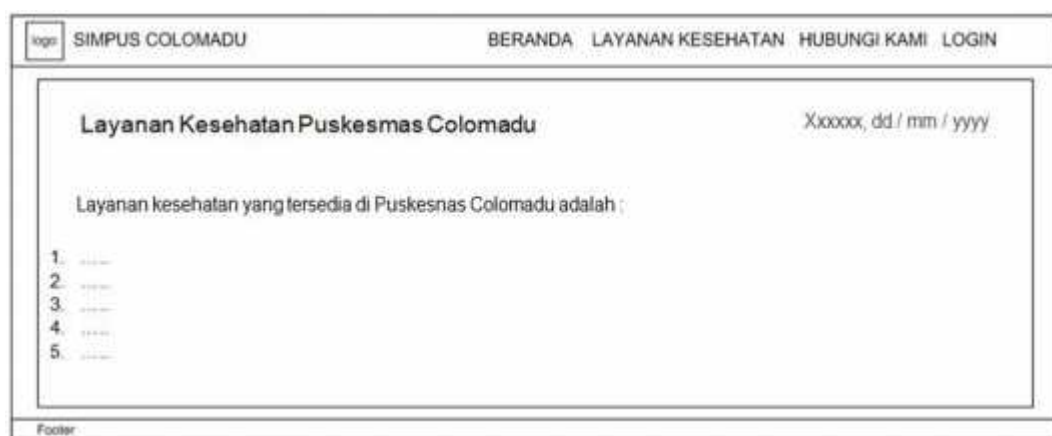 logo SIMPUS COLOMADU BERANDA LAYANAN KESEHATAN HUBUNGI KAMI LOGIN
Layanan Kesehatan Puskesmas Colomadu Xxxxxx, dd / mm / yyyy
Layanan kesehatan yang tersedia di Puskesnas Colomadu adalah :
1. ......
2. ......
3. ......
4. ......
5. ......
Footer